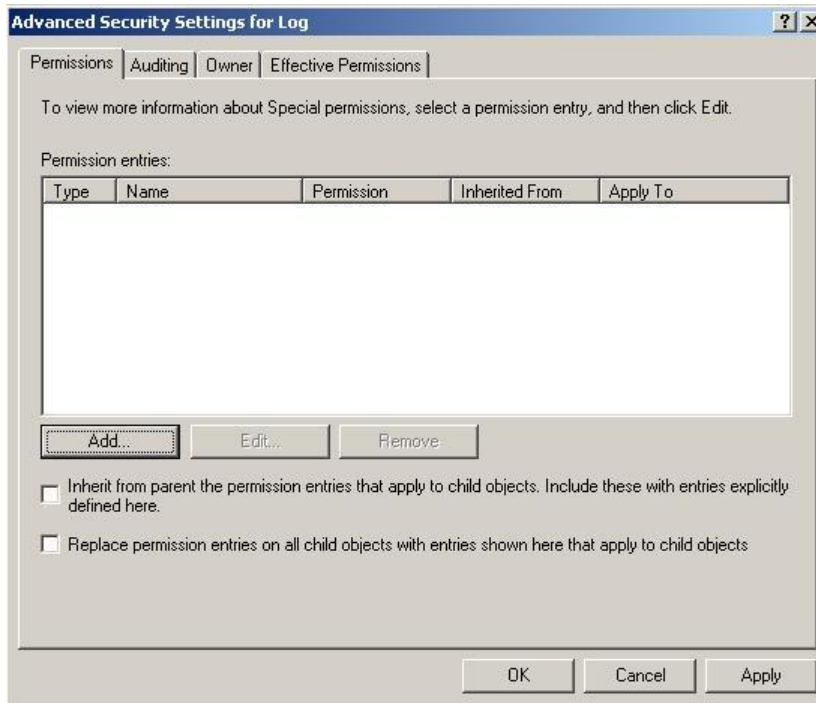 Advanced Security Settings for Log
Permissions Auditing Owner Effective Permissions
To view more information about Special permissions, select a permission entry, and then click Edit.
Permission entries:
Type Name Permission Inherited From Apply To
Add... Edit... Remove
Inherit from parent the permission entries that apply to child objects. Include these with entries explicitly
defined here.
Replace permission entries on all child objects with entries shown here that apply to child objects
OK Cancel Apply